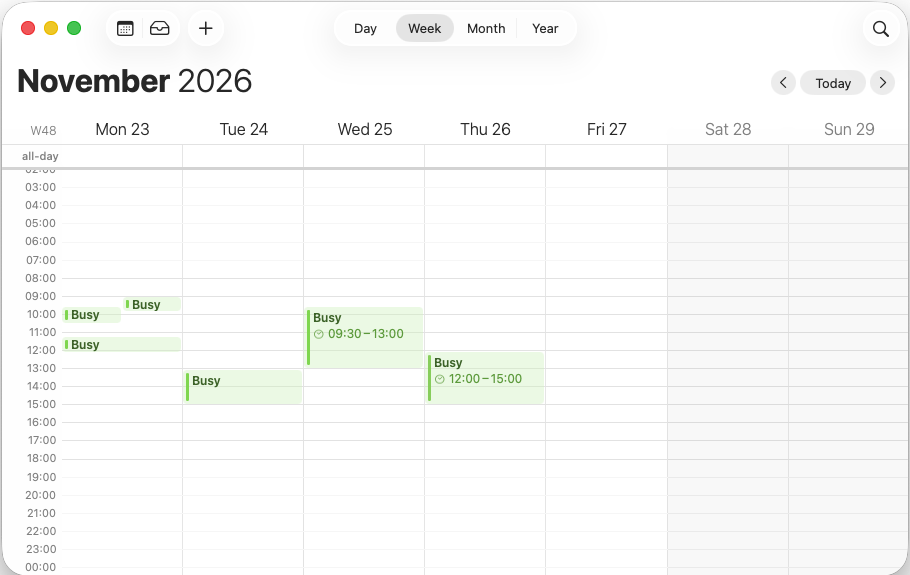 Day Week Month Year
November 2026
Today
W48 Mon 23 Tue 24 Wed 25 Thu 26 Fri 27 Sat 28 Sun 29
all-day
02:00
03:00
04:00
05:00
06:00
07:00
08:00
09:00
Busy
10:00
Busy
Busy
11:00
09:30–13:00
12:00
Busy
13:00
Busy
12:00–15:00
14:00
Busy
15:00
16:00
17:00
18:00
19:00
20:00
21:00
22:00
23:00
00:00